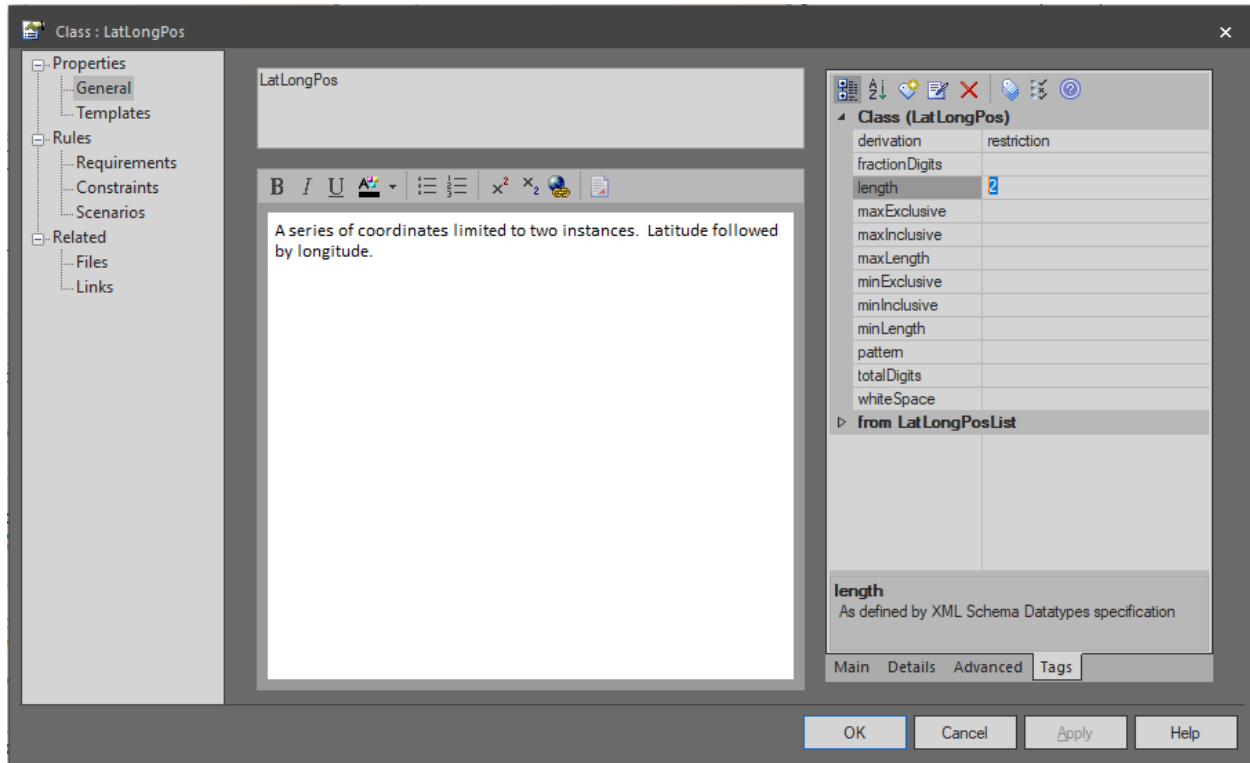 Class : LatLongPos
Properties
General
Templates
Rules
Requirements
Constraints
Scenarios
Related
Files
Links
LatLongPos
B I U x² x₂
A series of coordinates limited to two instances. Latitude followed
by longitude.
Class (LatLongPos)
derivation restriction
fractionDigits
length 2
maxExclusive
maxInclusive
maxLength
minExclusive
minInclusive
minLength
pattern
totalDigits
whiteSpace
from LatLongPosList
length
As defined by XML Schema Datatypes specification
Main Details Advanced Tags
OK Cancel Apply Help